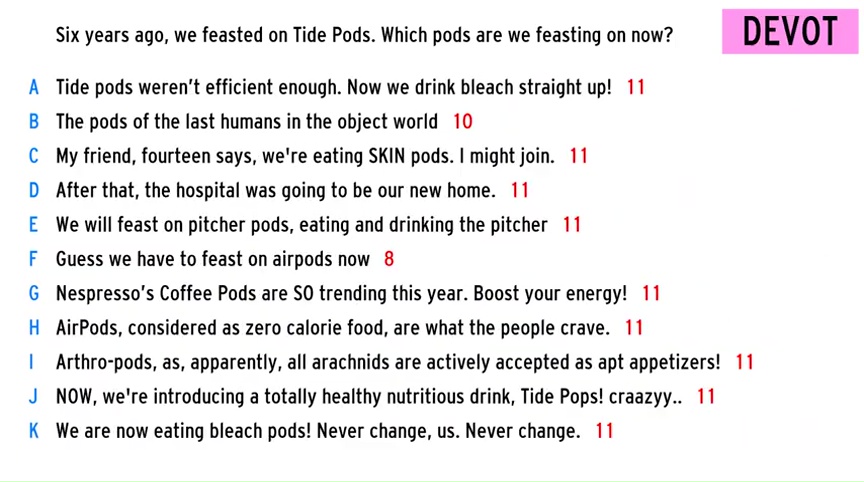 Six years ago, we feasted on Tide Pods. Which pods are we feasting on now?
DEVOT
A Tide pods weren't efficient enough. Now we drink bleach straight up! 11
B The pods of the last humans in the object world 10
C My friend, fourteen says, we're eating SKIN pods. I might join. 11
D After that, the hospital was going to be our new home. 11
E We will feast on pitcher pods, eating and drinking the pitcher 11
F Guess we have to feast on airpods now 8
G Nespresso's Coffee Pods are SO trending this year. Boost your energy! 11
H AirPods, considered as zero calorie food, are what the people crave. 11
I Arthro-pods, as, apparently, all arachnids are actively accepted as apt appetizers! 11
J NOW, we're introducing a totally healthy nutritious drink, Tide Pops! craazyy.. 11
K We are now eating bleach pods! Never change, us. Never change. 11